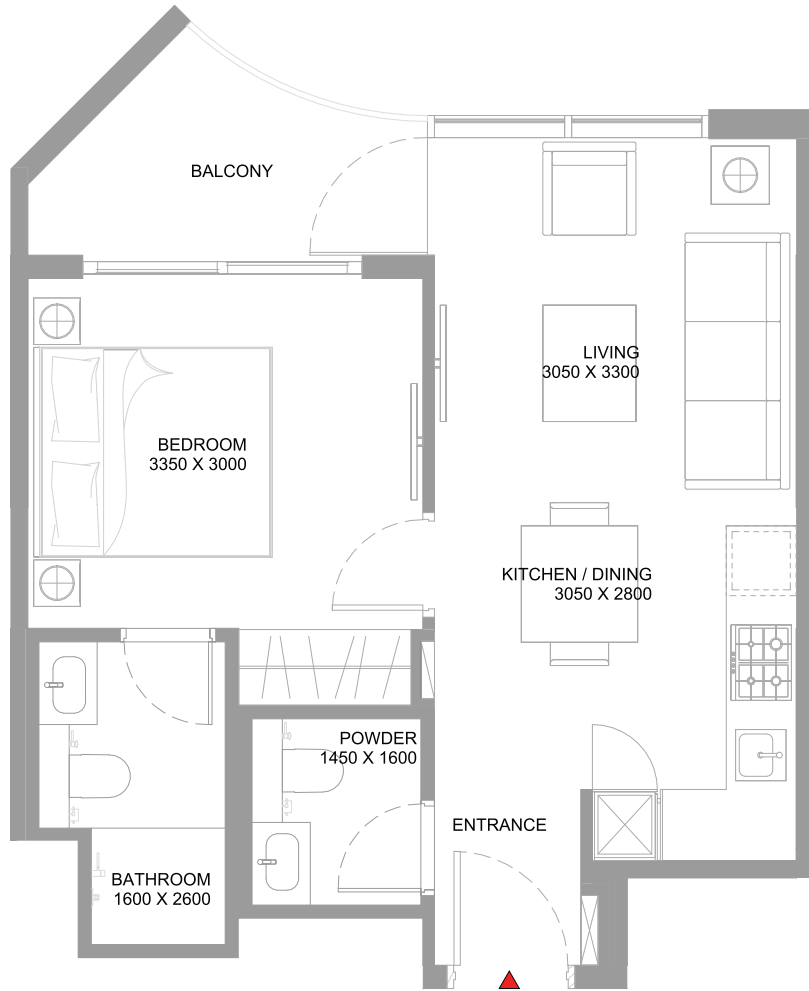 BALCONY
LIVING
3050 X 3300
BEDROOM
3350 X 3000
KITCHEN / DINING
3050 X 2800
POWDER
1450 X 1600
ENTRANCE
BATHROOM
1600 X 2600